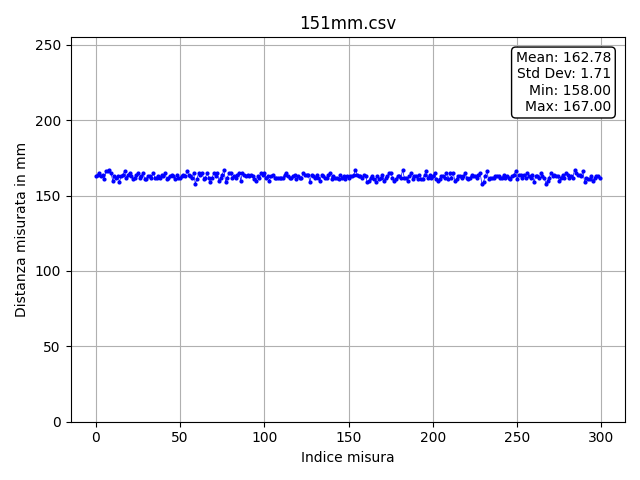 151mm.csv
Mean: 162.78
Std Dev: 1.71
Min: 158.00
Max: 167.00
250
200
150
100
50
0
Distanza misurata in mm
0 50 100 150 200 250 300
Indice misura